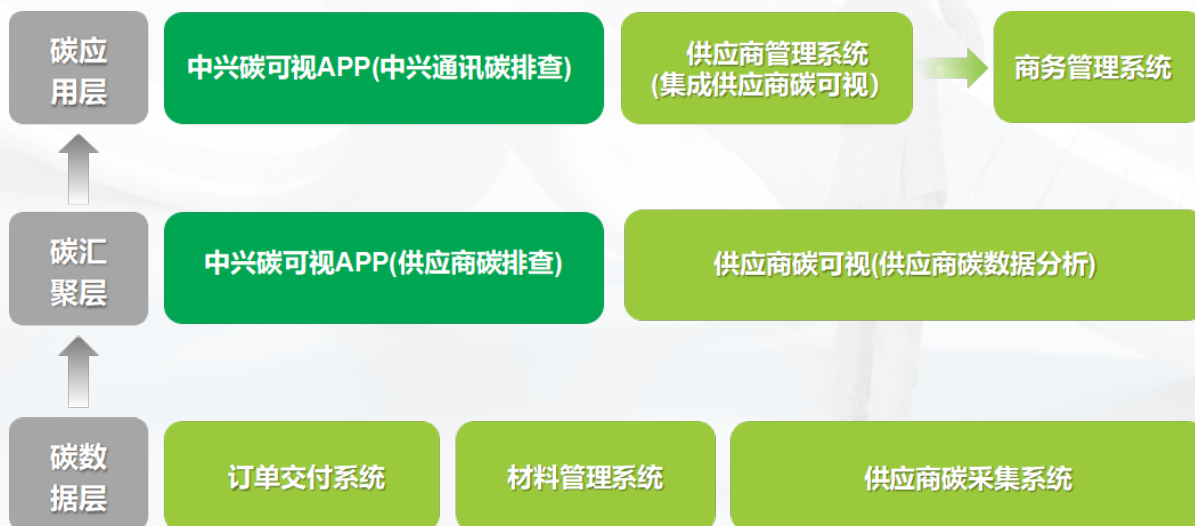 碳应
用层
中兴碳可视APP(中兴通讯碳排查)
供应商管理系统
(集成供应商碳可视）
商务管理系统
碳汇
聚层
中兴碳可视APP(供应商碳排查)
供应商碳可视(供应商碳数据分析)
碳数
据层
订单交付系统
材料管理系统
供应商碳采集系统